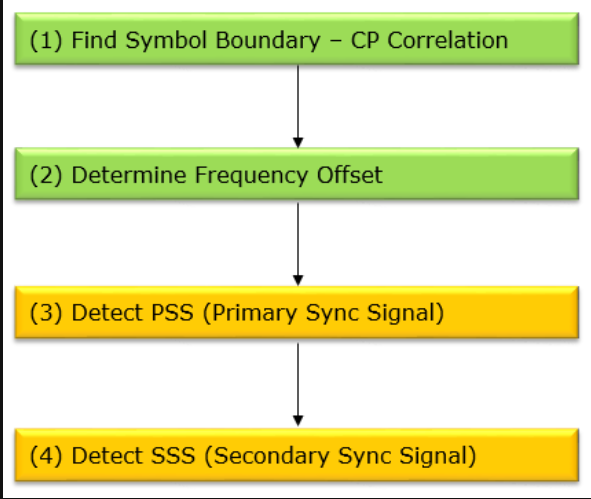 (1) Find Symbol Boundary – CP Correlation
(2) Determine Frequency Offset
(3) Detect PSS (Primary Sync Signal)
(4) Detect SSS (Secondary Sync Signal)